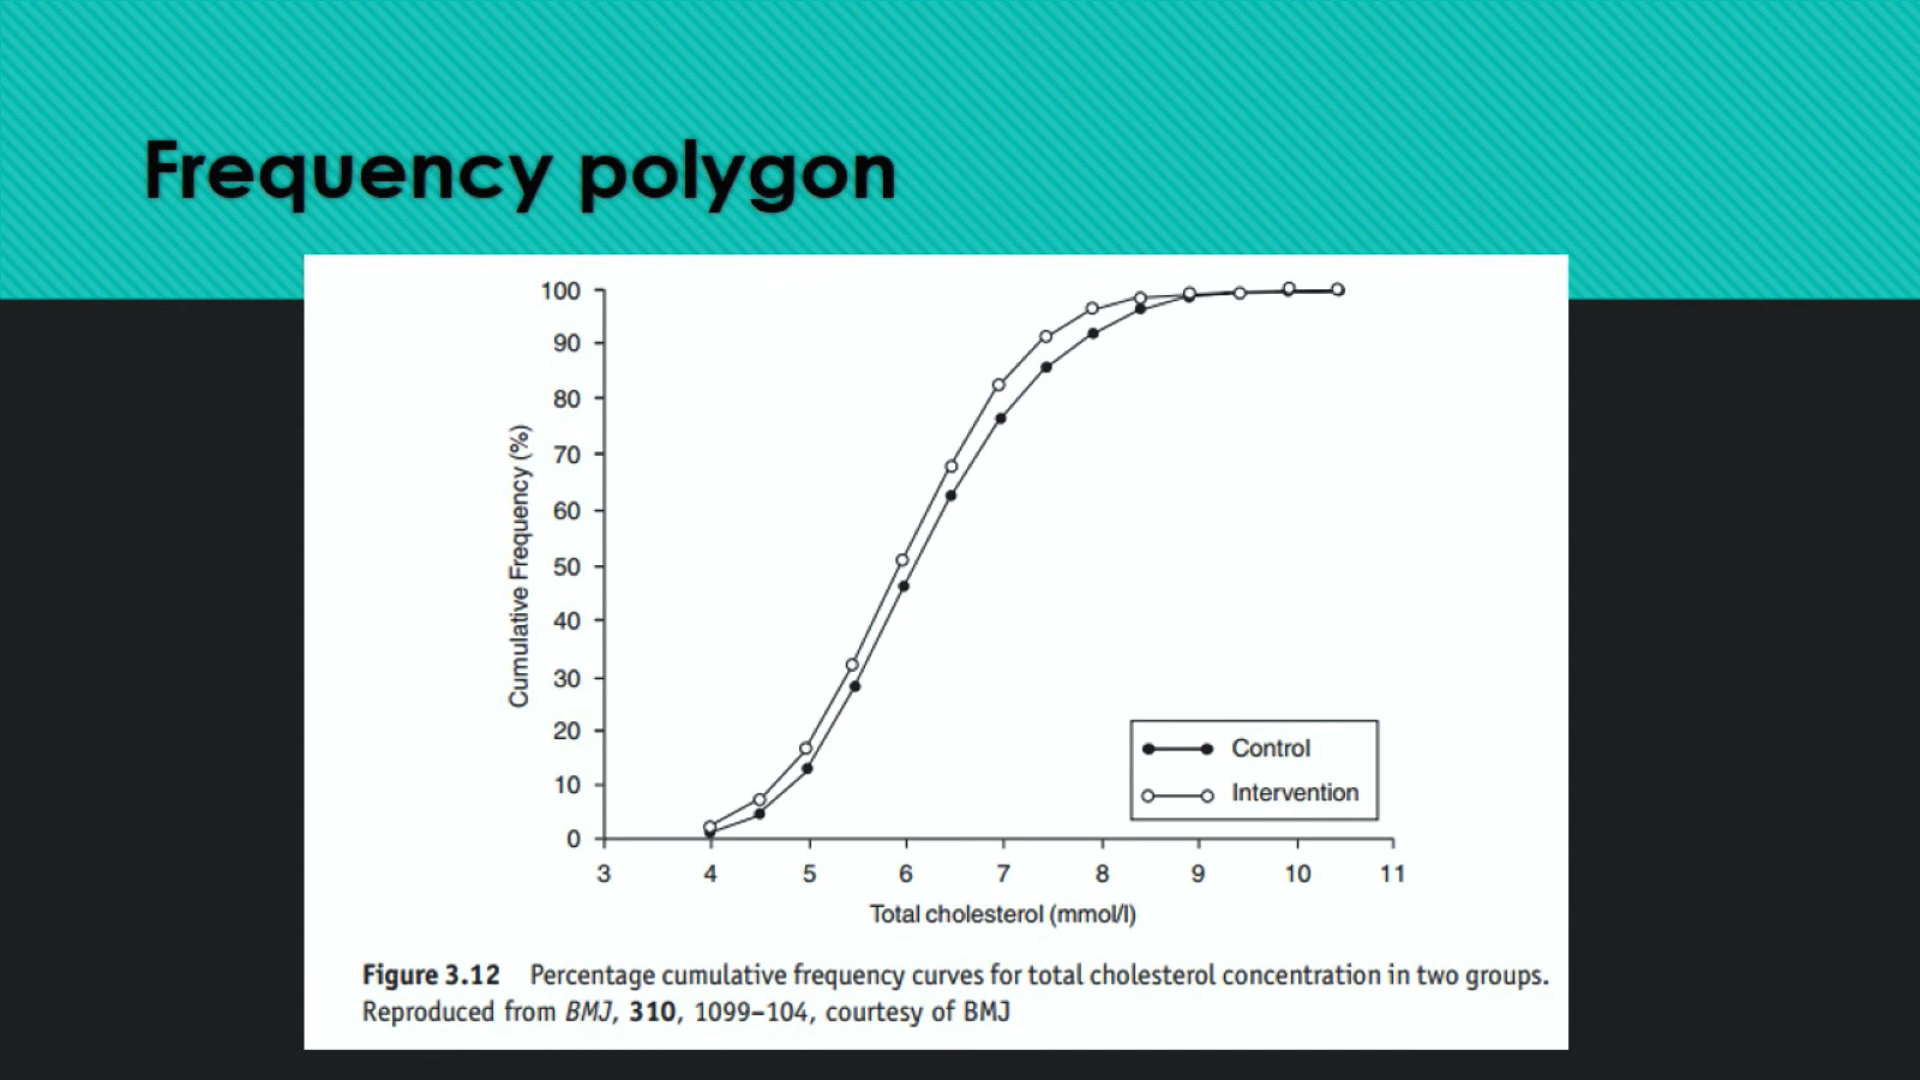 Frequency polygon
100
90
80
70
60
50
40
30
20
10
0
Cumulative Frequency (%)
3 4 5 6 7 8 9 10 11
Total cholesterol (mmol/l)
Control
Intervention
Figure 3.12 Percentage cumulative frequency curves for total cholesterol concentration in two groups.
Reproduced from BMJ, 310, 1099–104, courtesy of BMJ